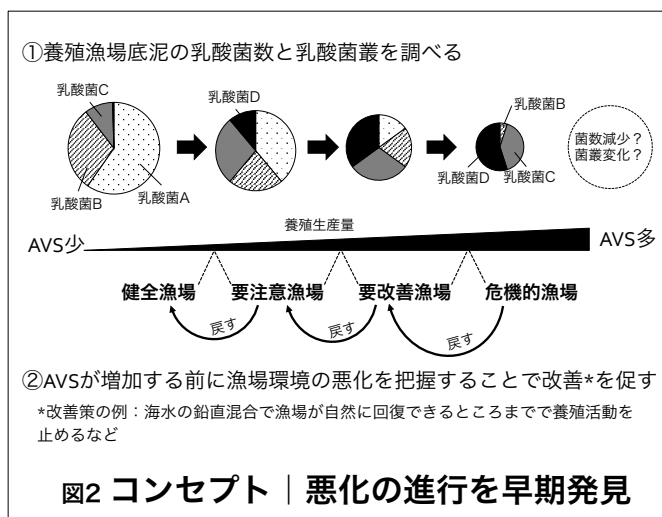 ①養殖漁場底泥の乳酸菌数と乳酸菌叢を調べる
乳酸菌C
乳酸菌B
乳酸菌A
乳酸菌D
乳酸菌B
乳酸菌D
乳酸菌C
菌数減少?
菌叢変化?
養殖生産量
AVS少
AVS多
健全漁場
要注意漁場
要改善漁場
危機的漁場
戻す
戻す
戻す
②AVSが増加する前に漁場環境の悪化を把握することで改善*を促す
*改善策の例：海水の鉛直混合で漁場が自然に回復できるところまでで養殖活動を
止めるなど
図2 コンセプト｜悪化の進行を早期発見